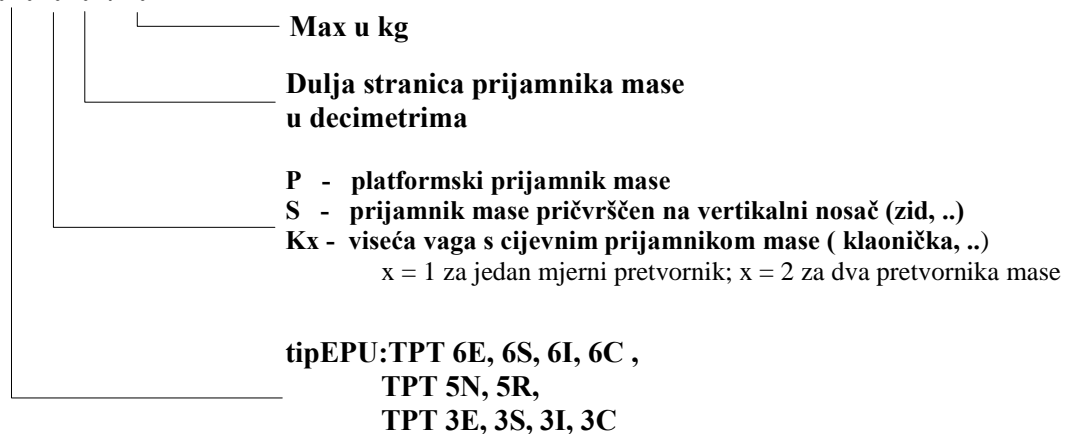 Max u kg
Dulja stranica prijamnika mase
u decimetrima
P - platformski prijamnik mase
S - prijamnik mase pričvrščen na vertikalni nosač (zid, ..)
Kx - viseća vaga s cijevnim prijamnikom mase ( klaonička, ..)
x = 1 za jedan mjerni pretvornik; x = 2 za dva pretvornika mase
tipEPU:TPT 6E, 6S, 6I, 6C ,
TPT 5N, 5R,
TPT 3E, 3S, 3I, 3C